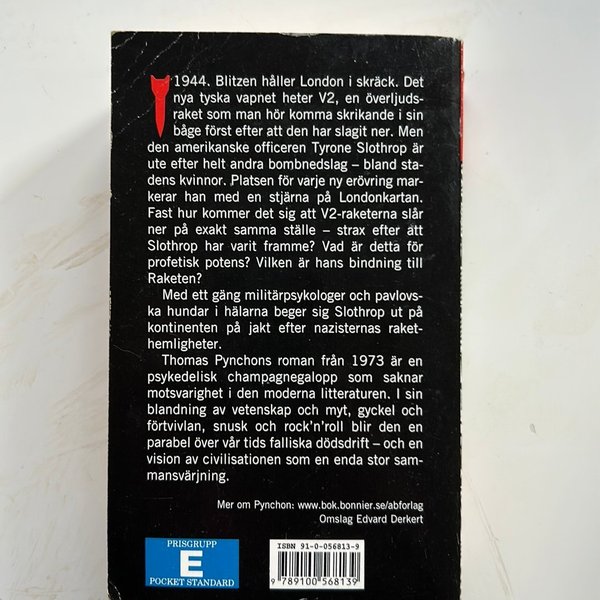 1944. Blitzen håller London i skräck. Det
nya tyska vapnet heter V2, en överljuds-
raket som man hör komma skrikande i sin
båge först efter att den har slagit ner. Men
den amerikanske officeren Tyrone Slothrop är
ute efter helt andra bombnedslag – bland sta-
dens kvinnor. Platsen för varje ny erövring mar-
kerar han med en stjärna på Londonkartan.
Fast hur kommer det sig att V2-raketerna slår
ner på exakt samma ställe – strax efter att
Slothrop har varit framme? Vad är detta för
profetisk potens? Vilken är hans bindning till
Raketen?
Med ett gäng militärpsykologer och pavlovs-
ka hundar i hälarna beger sig Slothrop ut på
kontinenten på jakt efter nazisternas raket-
hemligheter.
Thomas Pynchons roman från 1973 är en
psykedelisk champagnegalopp som saknar
motsvarighet i den moderna litteraturen. I sin
blandning av vetenskap och myt, gyckel och
förtvivlan, snusk och rock'n'roll blir den en
parabel över vår tids falliska dödsdrift – och en
vision av civilisationen som en enda stor sam-
mansvärjning.
Mer om Pynchon: www.bok.bonnier.se/abforlag
Omslag Edvard Derkert
PRISGRUPP
E
POCKET STANDARD
ISBN 91-0-056813-9
9 789100 568139